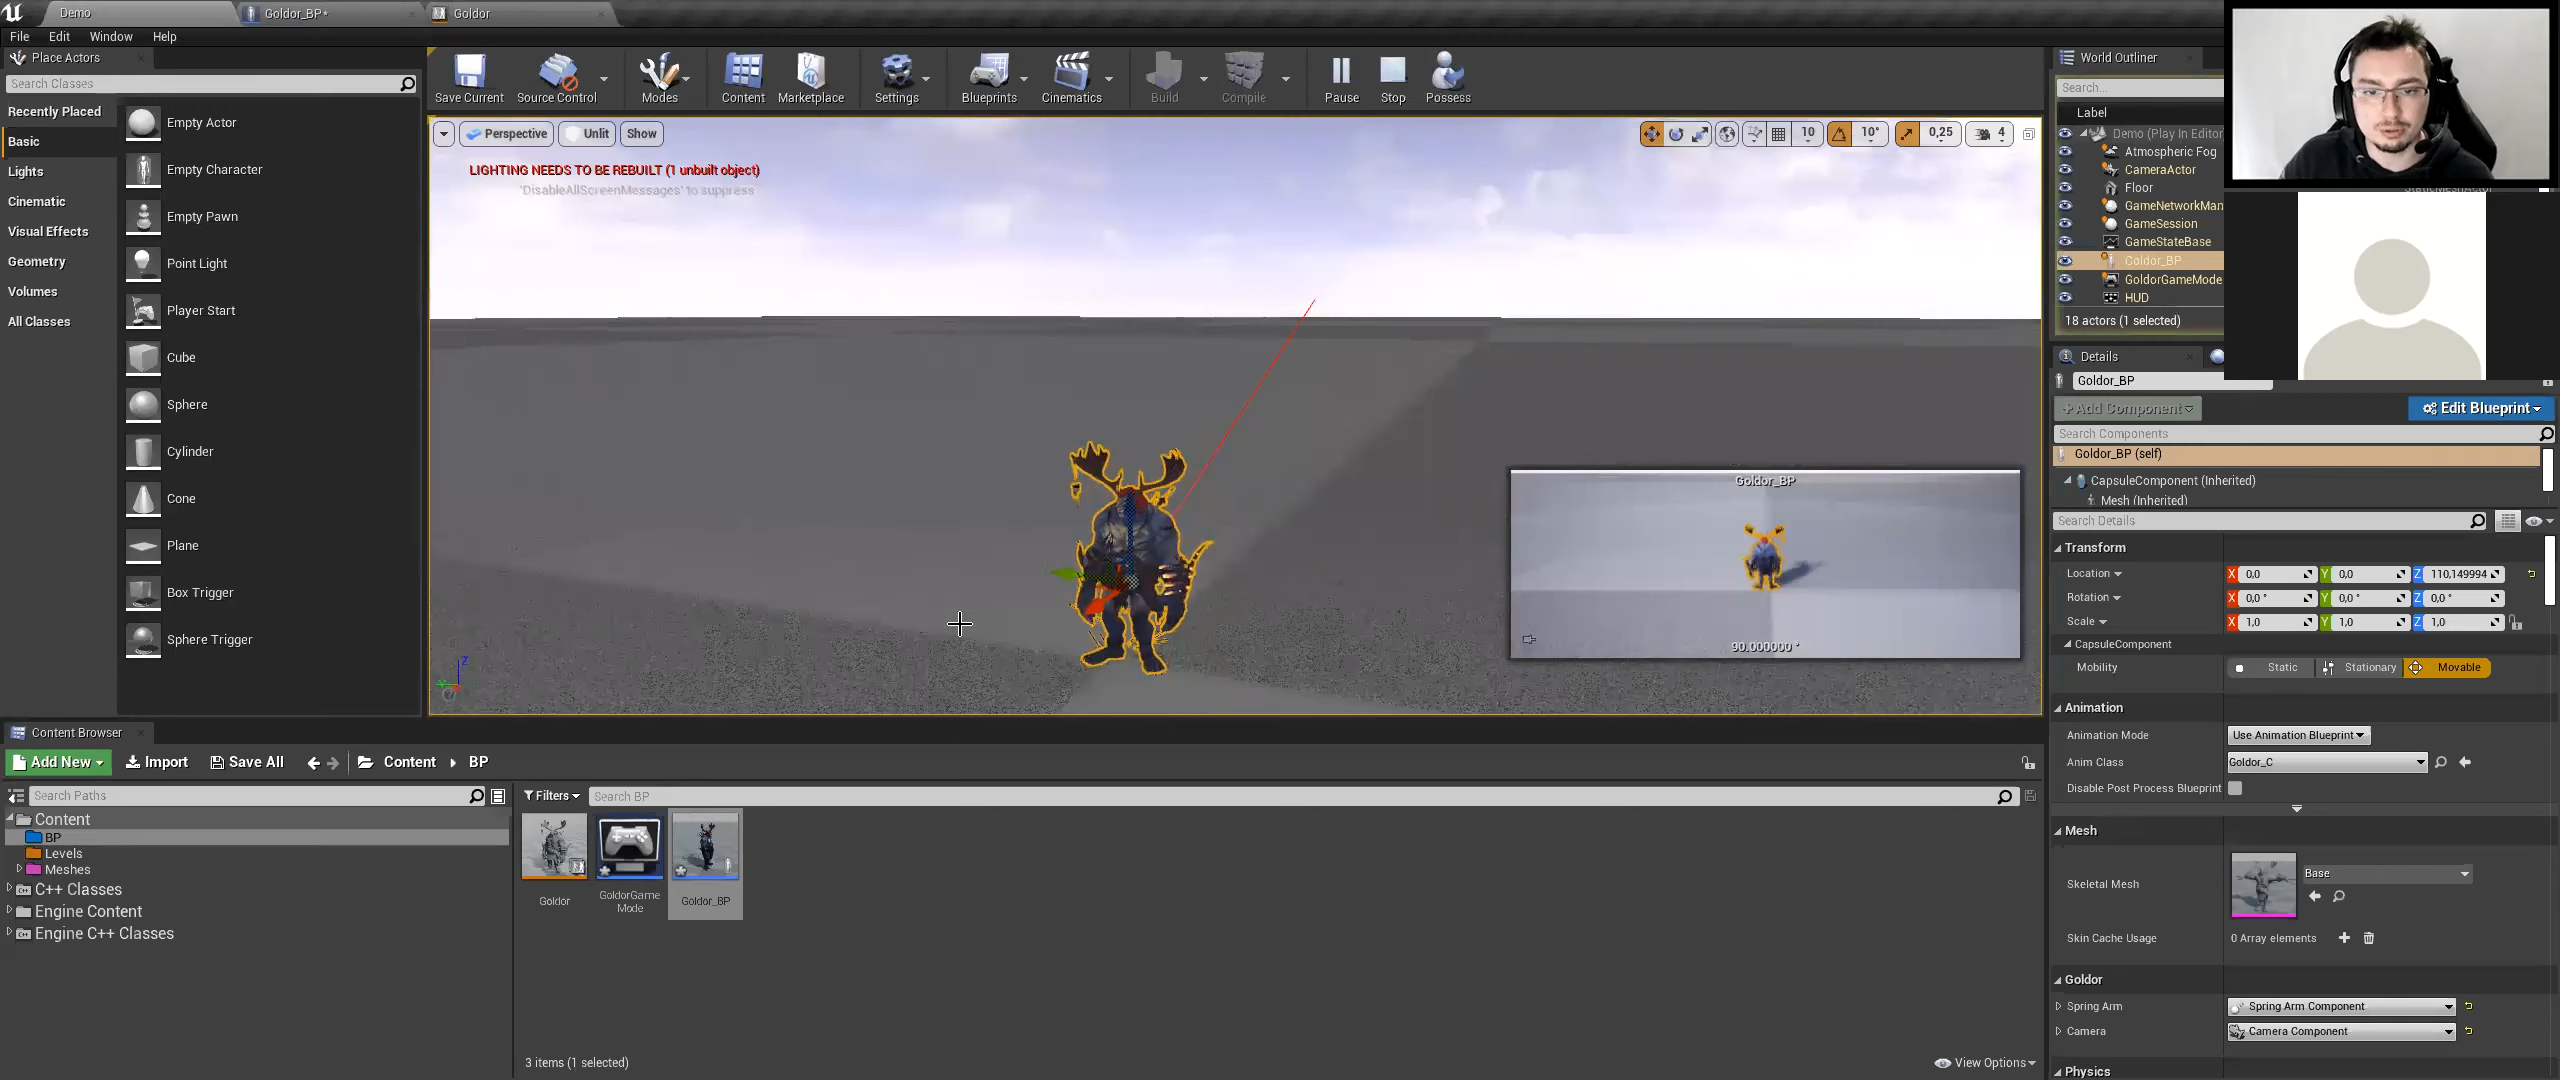 Demo
Goldor_BP*
Goldor
File Edit Window Help
Place Actors
Search Classes
Recently Placed
Basic
Lights
Cinematic
Visual Effects
Geometry
Volumes
All Classes
Empty Actor
Empty Character
Empty Pawn
Point Light
Player Start
Cube
Sphere
Cylinder
Cone
Plane
Box Trigger
Sphere Trigger
Save Current Source Control Modes Content Marketplace Settings Blueprints Cinematics Build Compile Pause Stop Possess
Perspective Unlit Show
10 10° 0,25 4
LIGHTING NEEDS TO BE REBUILT (1 unbuilt object)
'DisableAllScreenMessages' to suppress
Goldor_BP
90.000000 °
Z
World Outliner
Search...
Label
Demo (Play In Editor
Atmospheric Fog
CameraActor
Floor
StaticMeshActor
GameNetworkMan
GameSession
GameStateBase
Goldor_BP
GoldorGameMode
HUD
18 actors (1 selected)
Details
Goldor_BP
+Add Component
Edit Blueprint
Search Components
Goldor_BP (self)
CapsuleComponent (Inherited)
Mesh (Inherited)
Search Details
Transform
Location X 0,0 Y 0,0 Z 110,149994
Rotation X 0,0 ° Y 0,0 ° Z 0,0 °
Scale X 1,0 Y 1,0 Z 1,0
CapsuleComponent
Mobility Static Stationary Movable
Animation
Animation Mode Use Animation Blueprint
Anim Class Goldor_C
Disable Post Process Blueprint
Mesh
Skeletal Mesh Base
Skin Cache Usage 0 Array elements
Goldor
Spring Arm Spring Arm Component
Camera Camera Component
Physics
Content Browser
Add New Import Save All Content BP
Search Paths
Content
BP
Levels
Meshes
C++ Classes
Engine Content
Engine C++ Classes
Filters Search BP
Goldor
GoldorGame
Mode
Goldor_BP
3 items (1 selected)
View Options